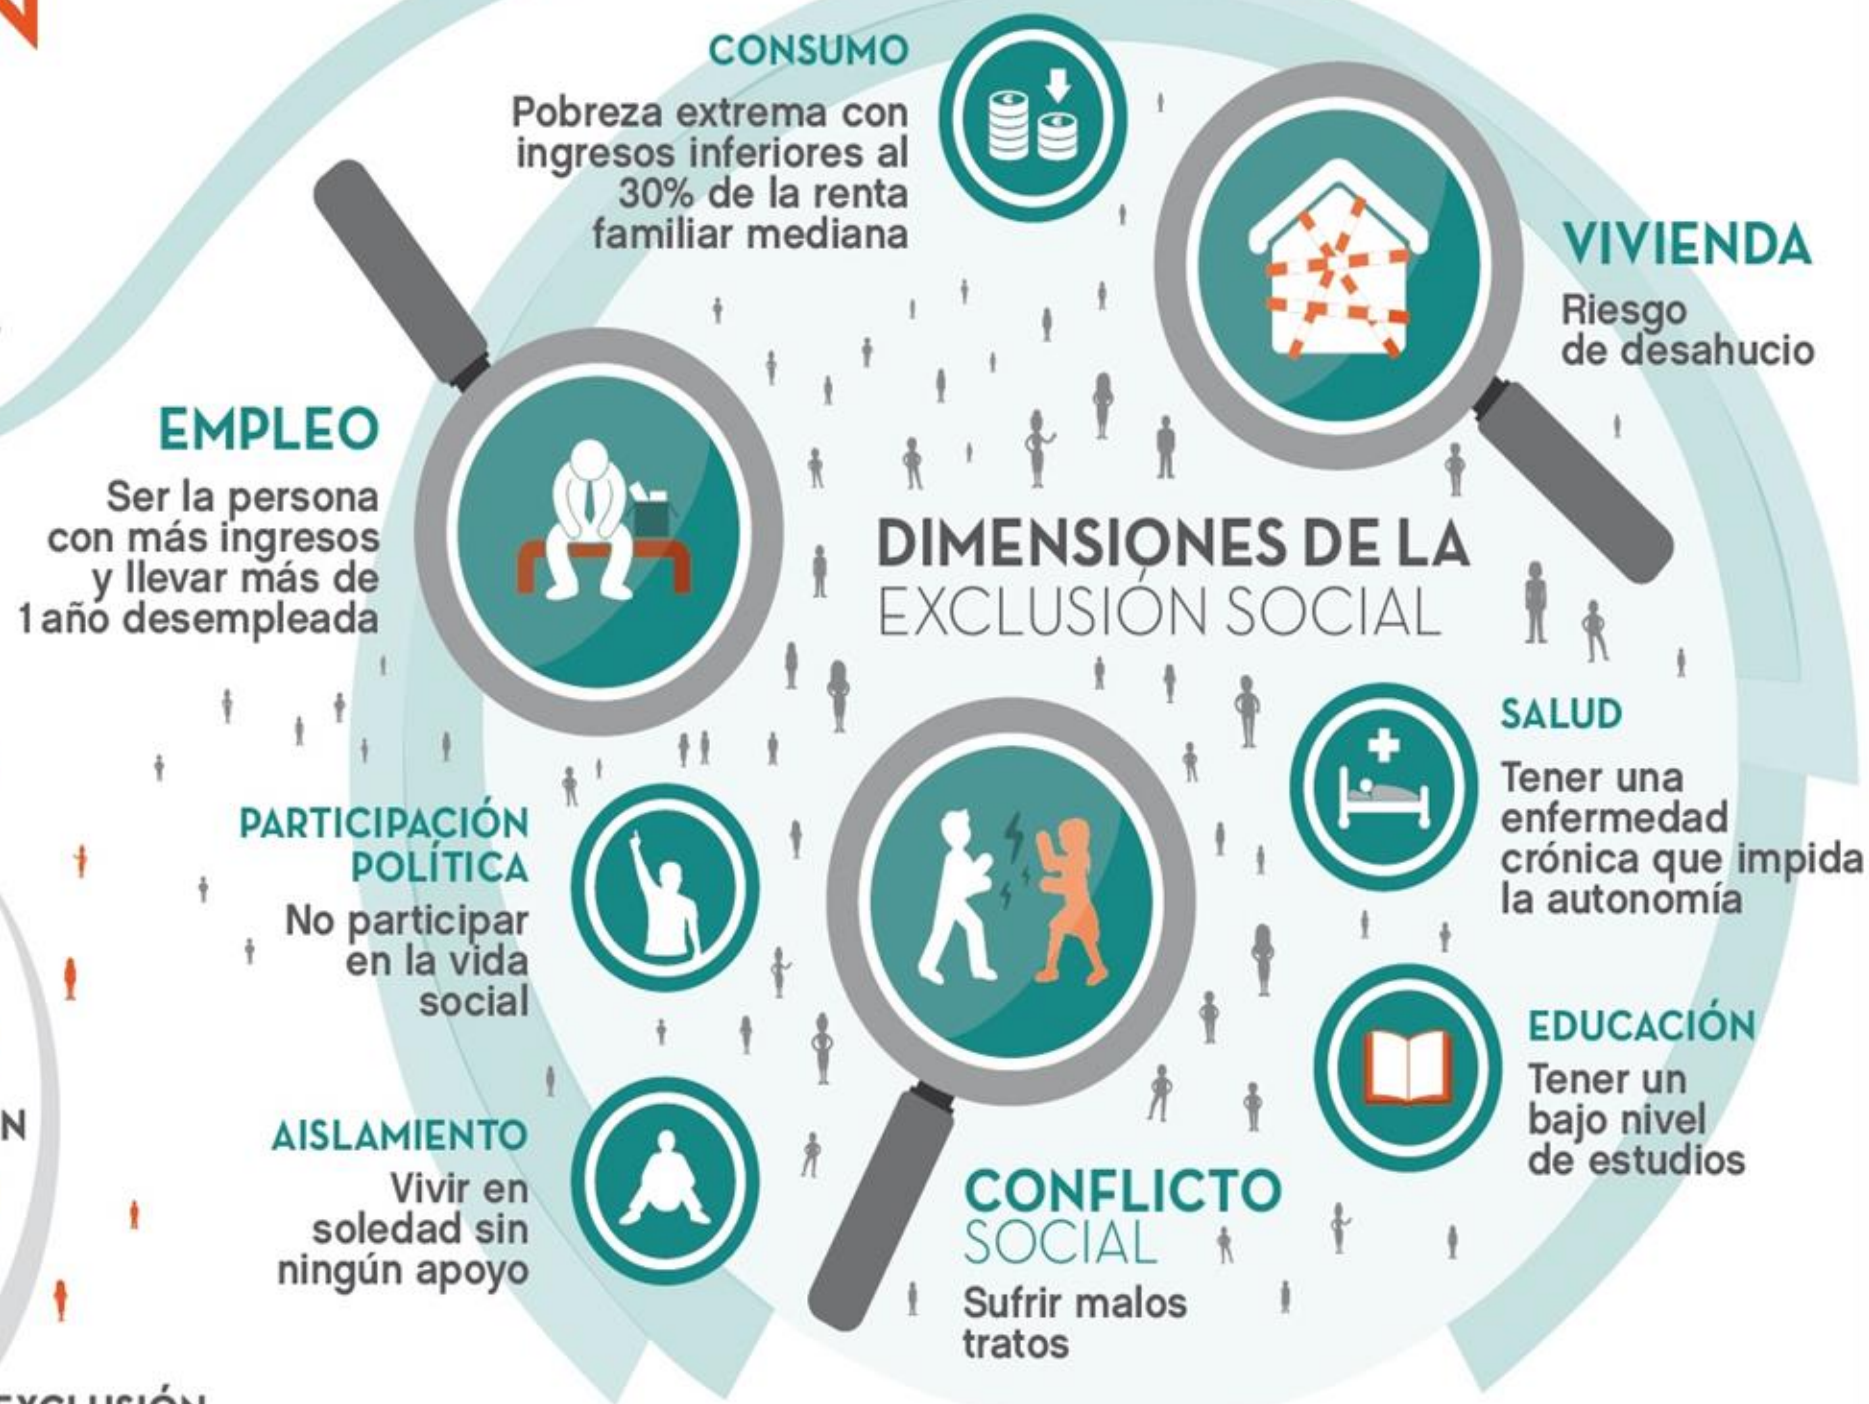 CONSUMO
Pobreza extrema con
ingresos inferiores al
30% de la renta
familiar mediana
VIVIENDA
Riesgo
de desahucio
EMPLEO
Ser la persona
con más ingresos
y llevar más de
1 año desempleada
DIMENSIONES DE LA
EXCLUSIÓN SOCIAL
SALUD
Tener una
enfermedad
crónica que impida
la autonomía
PARTICIPACIÓN
POLÍTICA
No participar
en la vida
social
EDUCACIÓN
Tener un
bajo nivel
de estudios
AISLAMIENTO
Vivir en
soledad sin
ningún apoyo
CONFLICTO
SOCIAL
Sufrir malos
tratos
N
EXCLUSIÓN